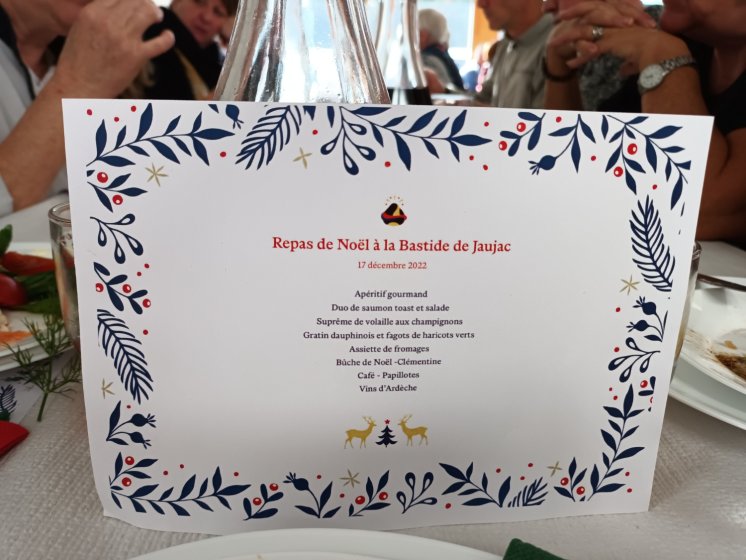 Repas de Noël à la Bastide de Jaujac
17 décembre 2022
Apéritif gourmand
Duo de saumon toast et salade
Suprême de volaille aux champignons
Gratin dauphinois et fagots de haricots verts
Assiette de fromages
Bûche de Noël -Clémentine
Café - Papillotes
Vins d'Ardèche